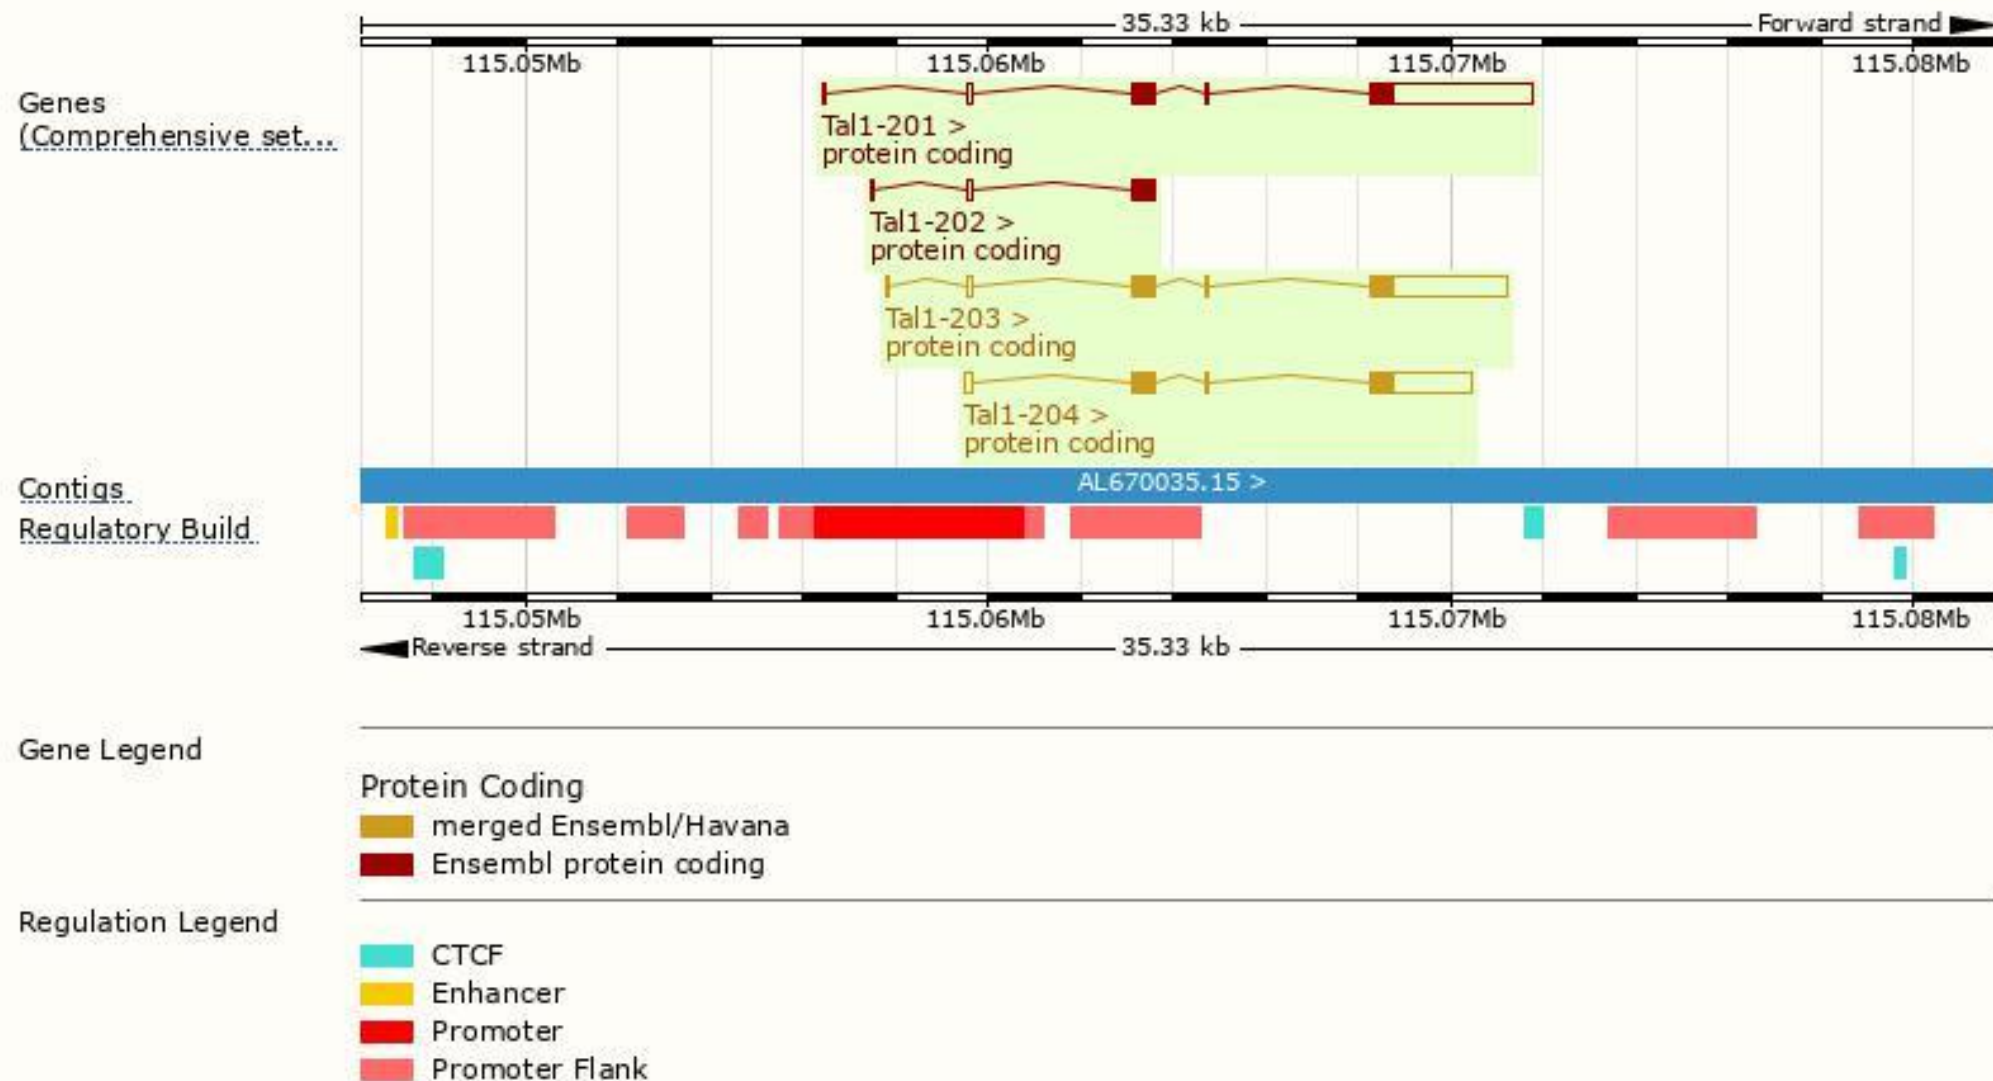 35.33 kb Forward strand
115.05Mb 115.06Mb 115.07Mb 115.08Mb
Genes
(Comprehensive set...
Tal1-201 >
protein coding
Tal1-202 >
protein coding
Tal1-203 >
protein coding
Tal1-204 >
protein coding
Contigs AL670035.15 >
Regulatory Build
115.05Mb 115.06Mb 115.07Mb 115.08Mb
Reverse strand 35.33 kb
Gene Legend
Protein Coding
merged Ensembl/Havana
Ensembl protein coding
Regulation Legend
CTCF
Enhancer
Promoter
Promoter Flank